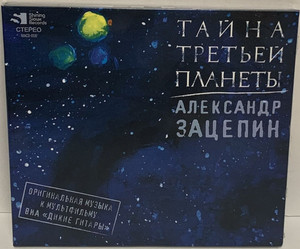 Shining
Sioux
Records
СТЕРЕО
ТАЙНА
ТРЕТЬЕЙ
ПЛАНЕТЫ
АЛЕКСАНДР
ЗАЦЕПИН
ОРИГИНАЛЬНАЯ МУЗЫКА
К МУЛЬТФИЛЬМУ
ВИА «ДИКИЕ ГИТАРЫ»